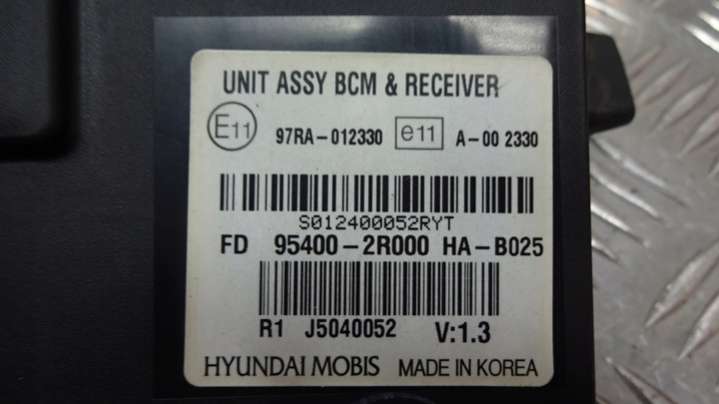 UNIT ASSY BCM & RECEIVER
E11 97RA-012330 e11 A-00 2330
S012400052RYT
FD 95400-2R000 HA-B025
R1 J5040052 V:1.3
HYUNDAI MOBIS MADE IN KOREA